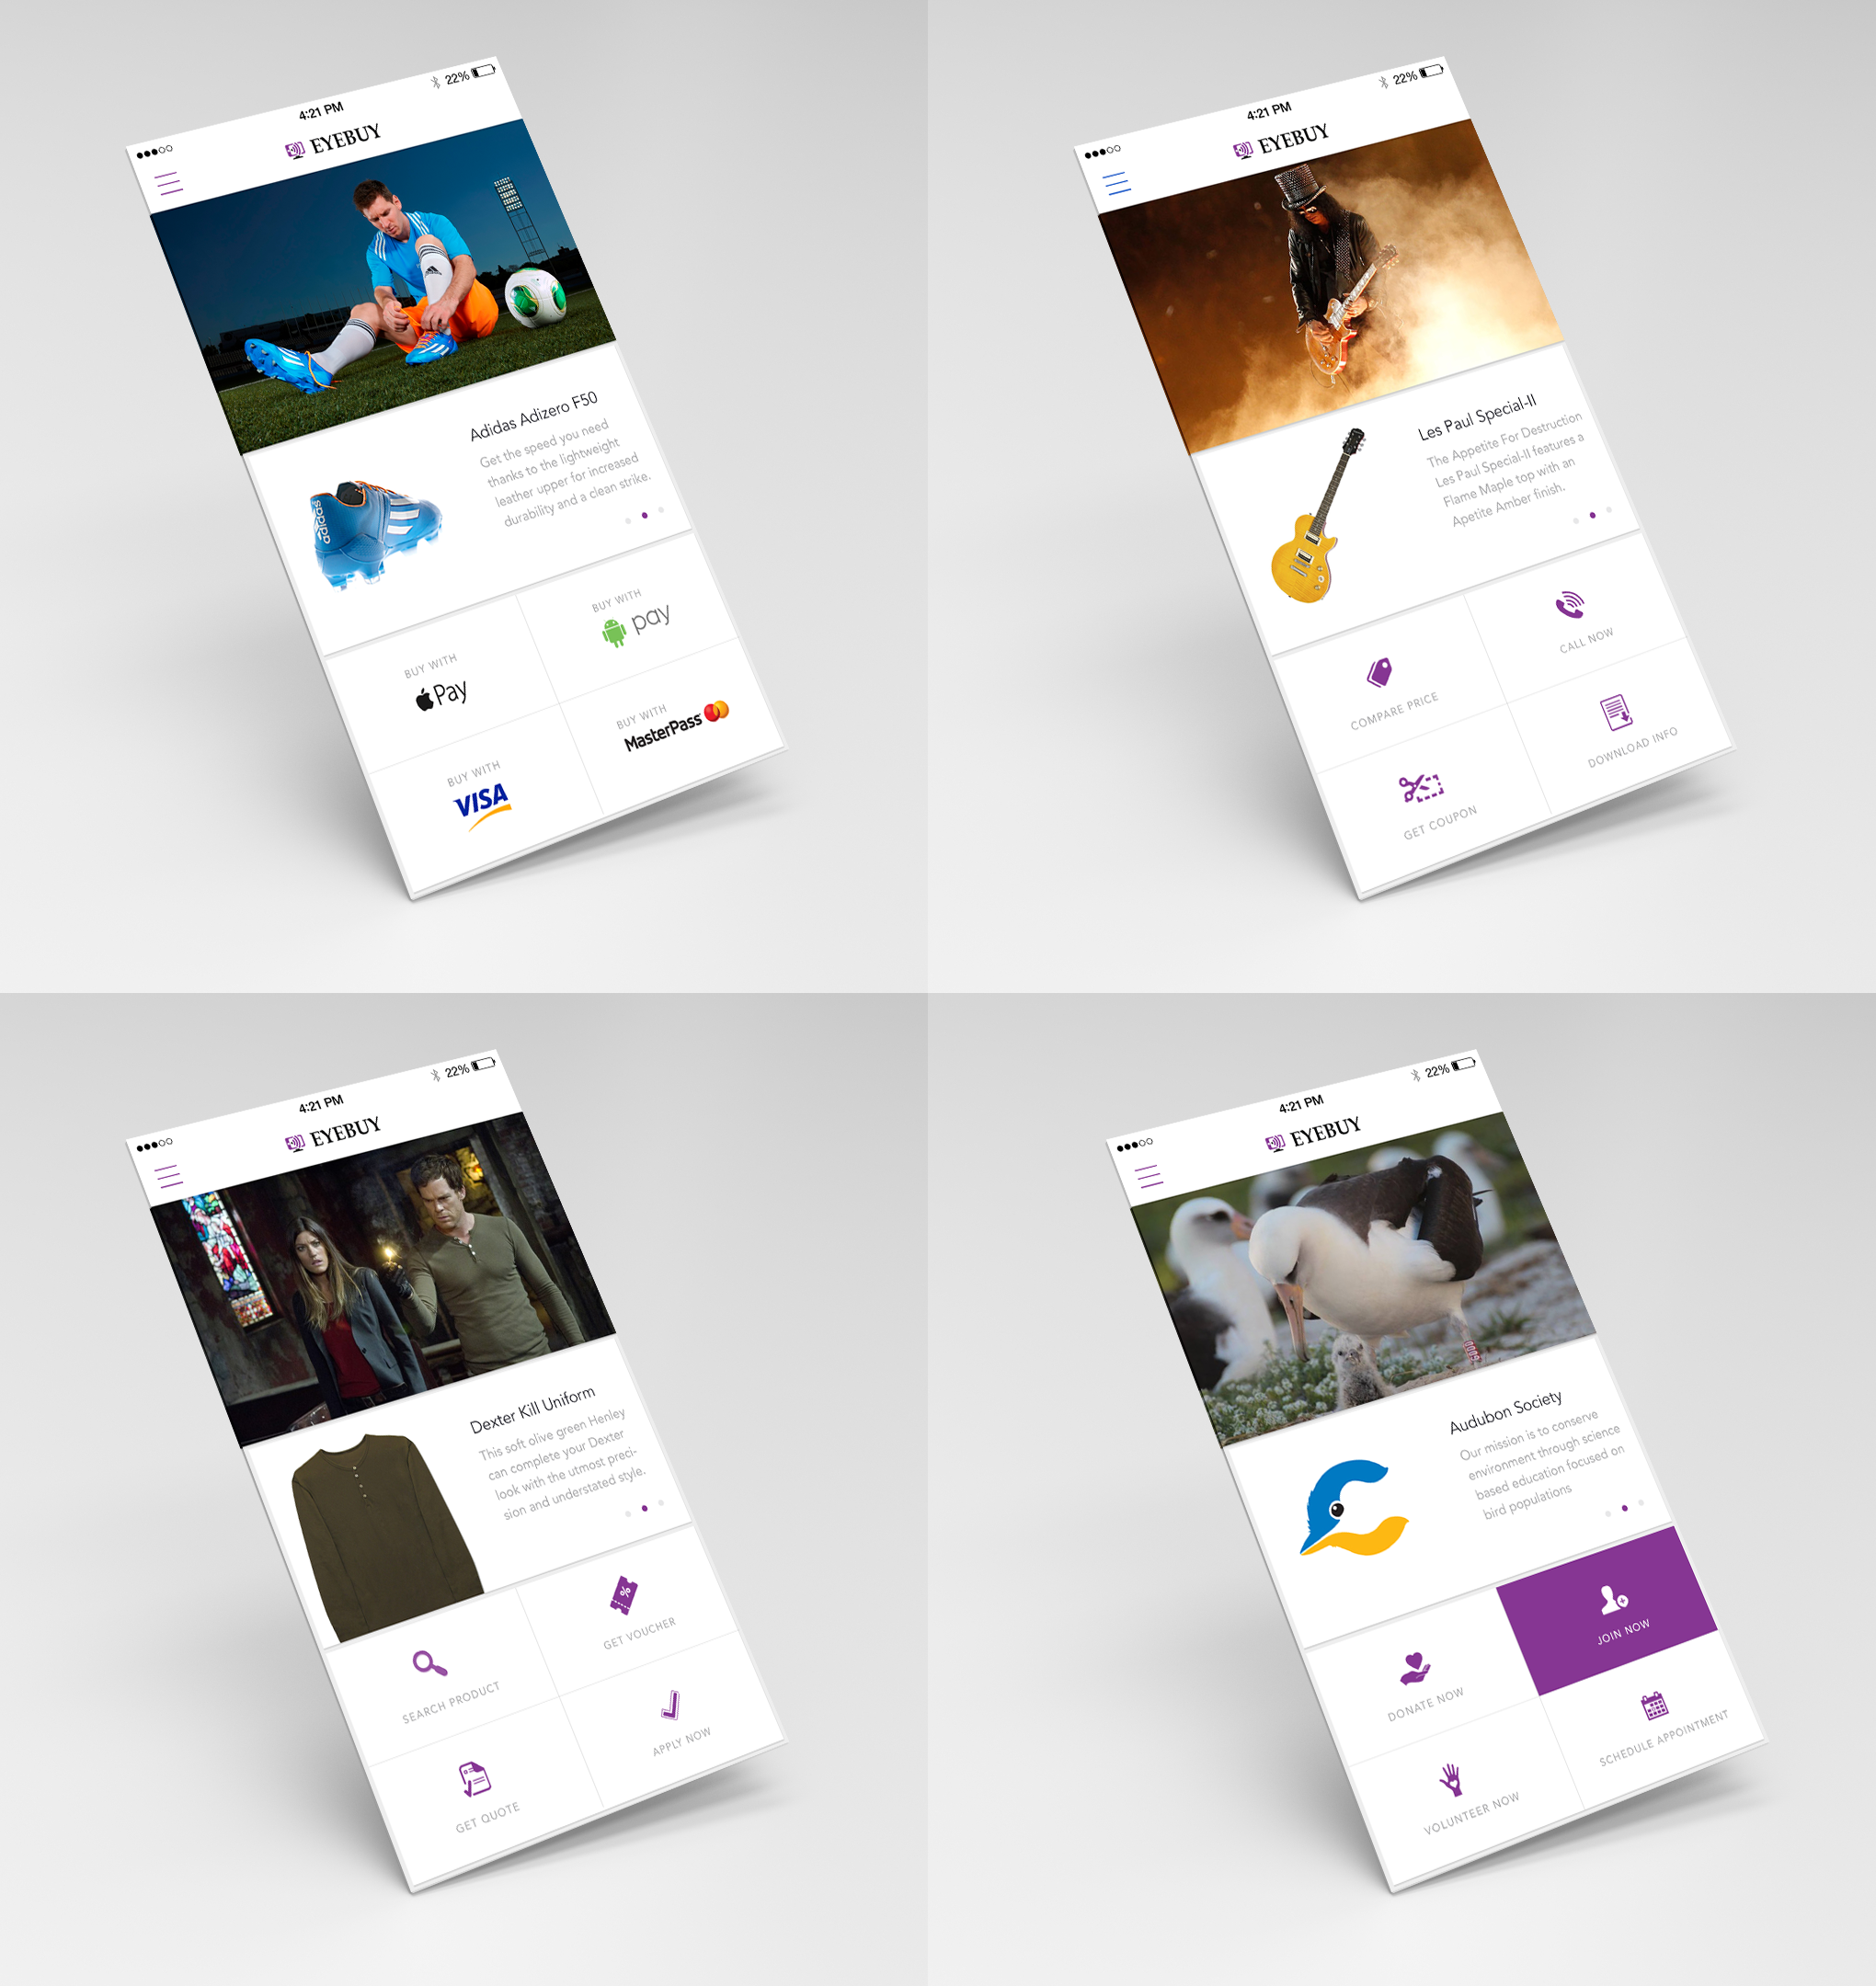 22%
4:21 PM
EYEBUY
adidas
Adidas Adizero F50
Get the speed you need
thanks to the lightweight
leather upper for increased
durability and a clean strike.
adidas
BUY WITH
Pay
BUY WITH
pay
BUY WITH
VISA
BUY WITH
MasterPass
22%
4:21 PM
EYEBUY
Les Paul Special-II
The Appetite For Destruction
Les Paul Special-II features a
Flame Maple top with an
Apetite Amber finish.
COMPARE PRICE
CALL NOW
GET COUPON
DOWNLOAD INFO
22%
4:21 PM
EYEBUY
Dexter Kill Uniform
This soft olive green Henley
can complete your Dexter
look with the utmost preci-
sion and understated style.
SEARCH PRODUCT
GET VOUCHER
GET QUOTE
APPLY NOW
22%
4:21 PM
EYEBUY
Audubon Society
Our mission is to conserve
environment through science
based education focused on
bird populations
DONATE NOW
JOIN NOW
VOLUNTEER NOW
SCHEDULE APPOINTMENT